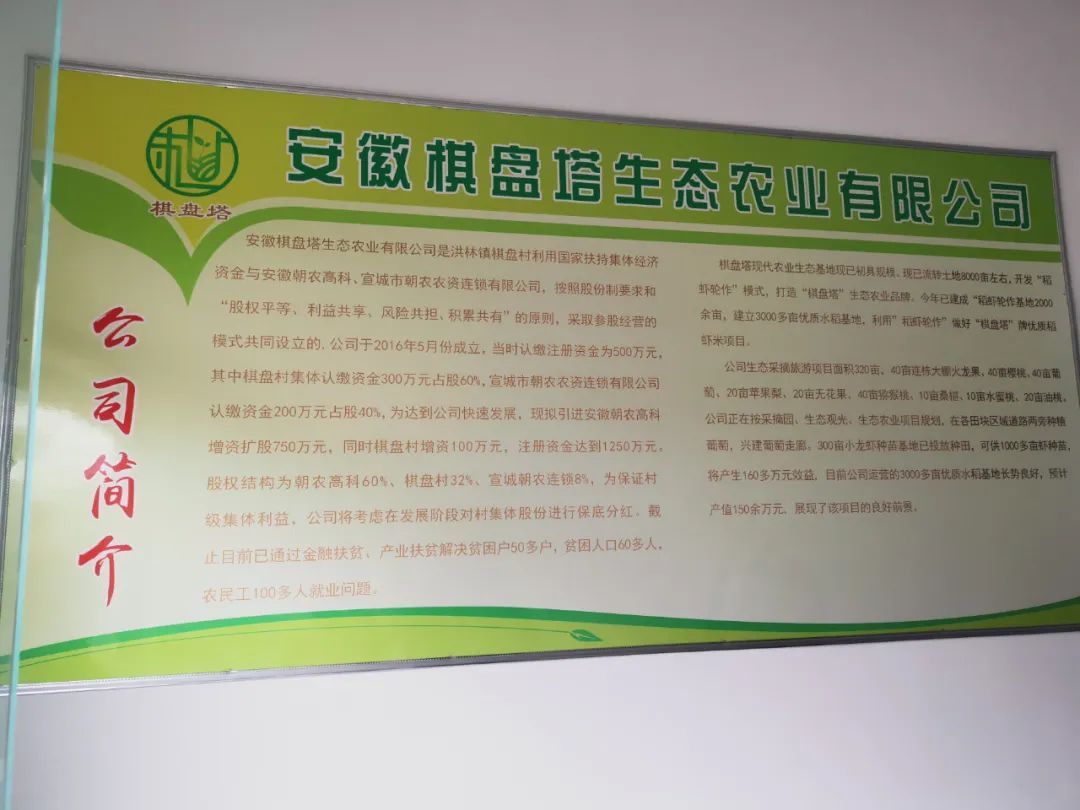 安徽棋盘塔生态农业有限公司
棋盘塔
公司简介
安徽棋盘塔生态农业有限公司是洪林镇棋盘村利用国家扶持集体经济
资金与安徽朝农高科、宣城市朝农农资连锁有限公司，按照股份制要求和
“股权平等、利益共享、风险共担、积累共有”的原则，采取参股经营的
模式共同设立的. 公司于2016年5月份成立，当时认缴注册资金为500万元，
其中棋盘村集体认缴资金300万元占股60%，宣城市朝农农资连锁有限公司
认缴资金200万元占股40%，为达到公司快速发展，现拟引进安徽朝农高科
增资扩股750万元，同时棋盘村增资100万元，注册资金达到1250万元。
股权结构为朝农高科60%、棋盘村32%、宣城朝农连锁8%，为保证村
级集体利益，公司将考虑在发展阶段对村集体股份进行保底分红。截
止目前已通过金融扶贫、产业扶贫解决贫困户50多户，贫困人口60多人，
农民工100多人就业问题。
棋盘塔现代农业生态基地现已初具规模。现已流转土地8000亩左右，开发“稻
虾轮作”模式，打造“棋盘塔”生态农业品牌。今年已建成“稻虾轮作基地2000
余亩，建立3000多亩优质水稻基地，利用”稻虾轮作”做好“棋盘塔”牌优质稻
虾米项目。
公司生态采摘旅游项目面积320亩，40亩连栋大棚火龙果、40亩樱桃、40亩葡
萄、20亩苹果梨、20亩无花果、40亩猕猴桃、10亩桑椹、10亩水蜜桃、20亩油桃。
公司正在按采摘园、生态观光、生态农业项目规划，在各田块区域道路两旁种植
葡萄，兴建葡萄走廊。300亩小龙虾种苗基地已投放种田，可供1000多亩虾种苗，
将产生160多万元效益，目前公司运营的3000多亩优质水稻基地长势良好，预计
产值150余万元、展现了该项目的良好前景。